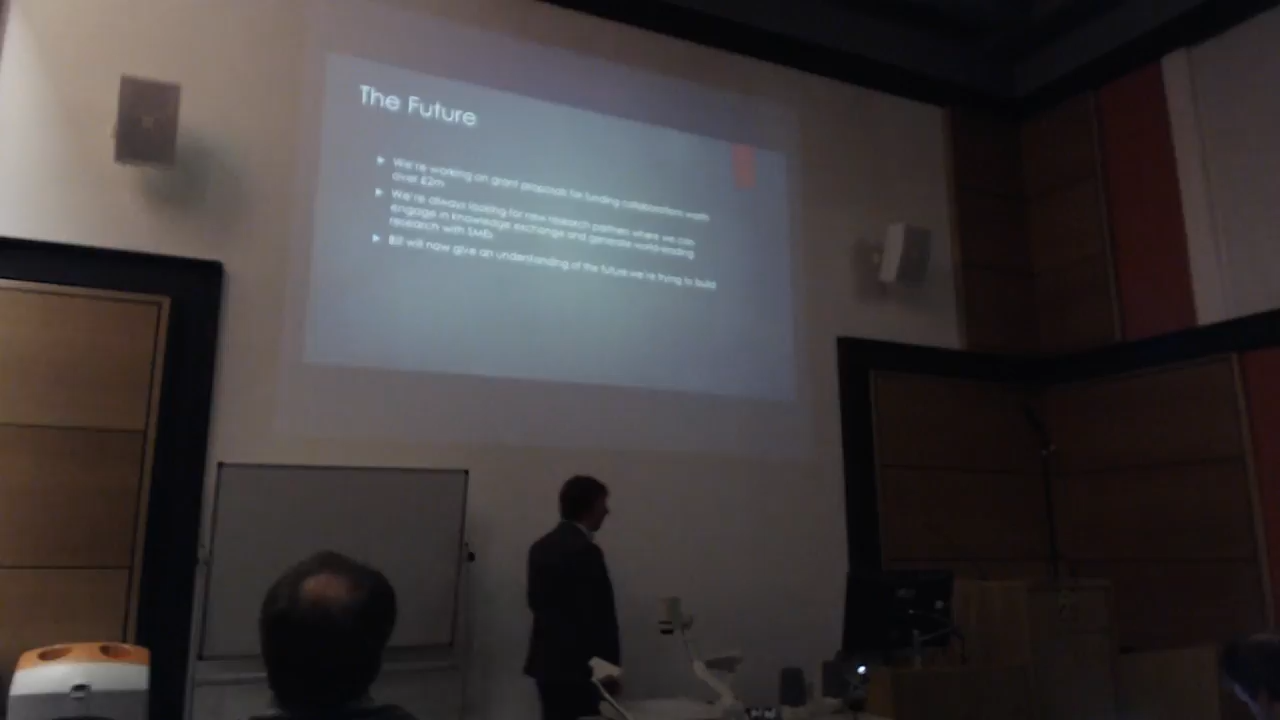 The Future
We're working on grant proposals for funding collaborations worth
over £2m
We're always looking for new research partners where we can
engage in knowledge exchange and generate world-leading
research with SMEs
Bill will now give an understanding of the future we're trying to build